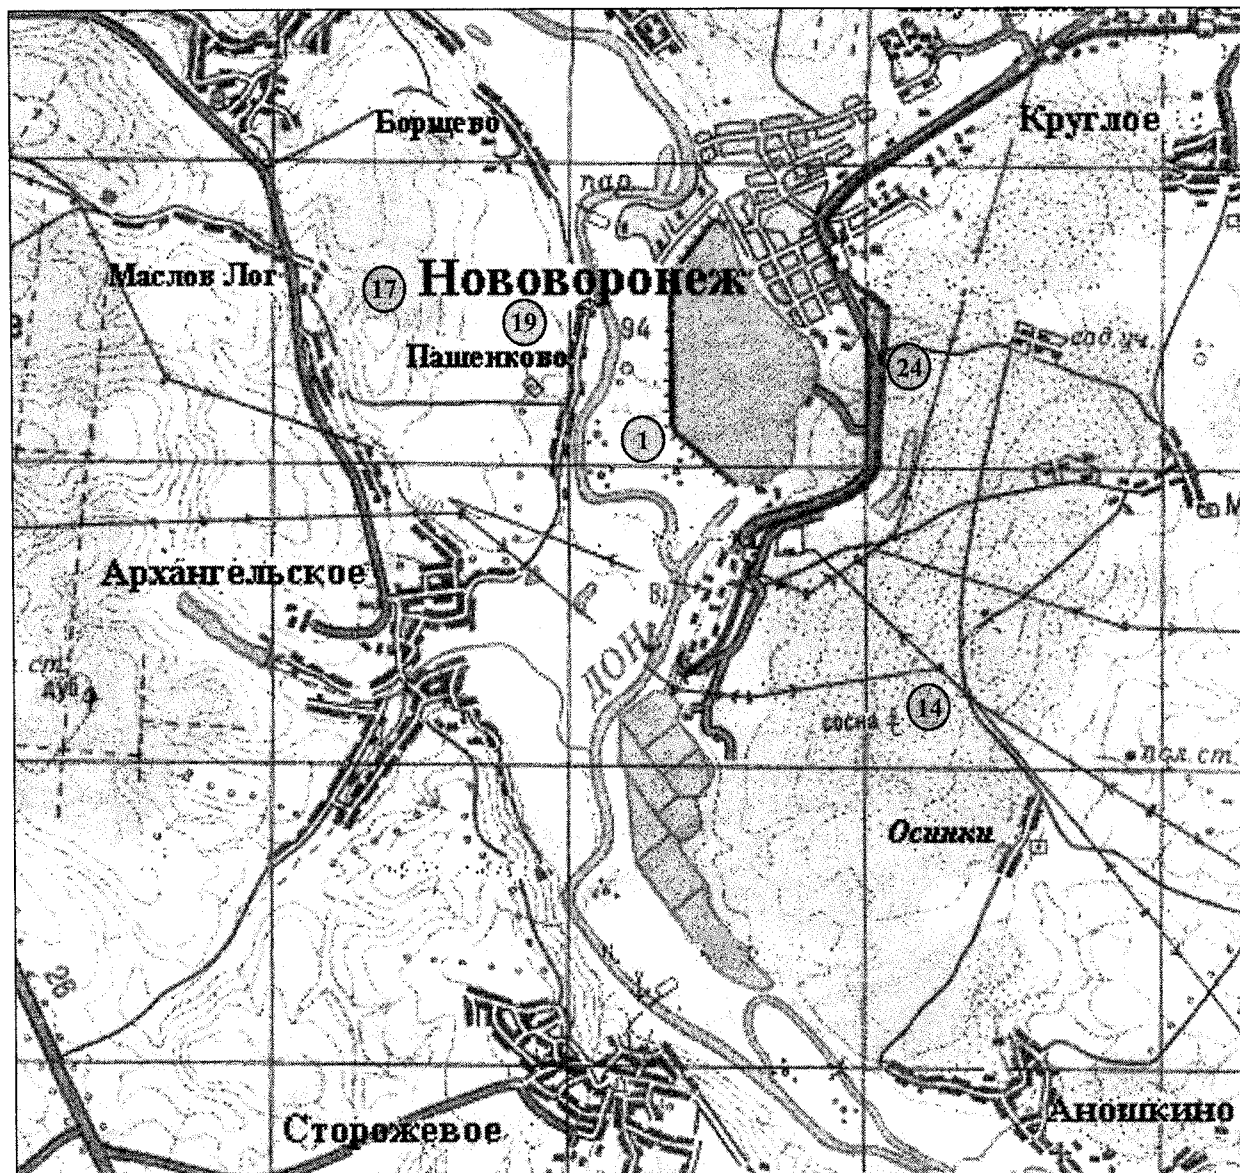 Борщево
Круглое
пар.
Маслов Лог
17
Нововоронеж
19
94
Пашенково
сад. уч.
24
1
М
Архангельское
ДОН
ст.
дуб
14
сосна
пол. ст.
Осинки
26
Аношкино
Сторожевое